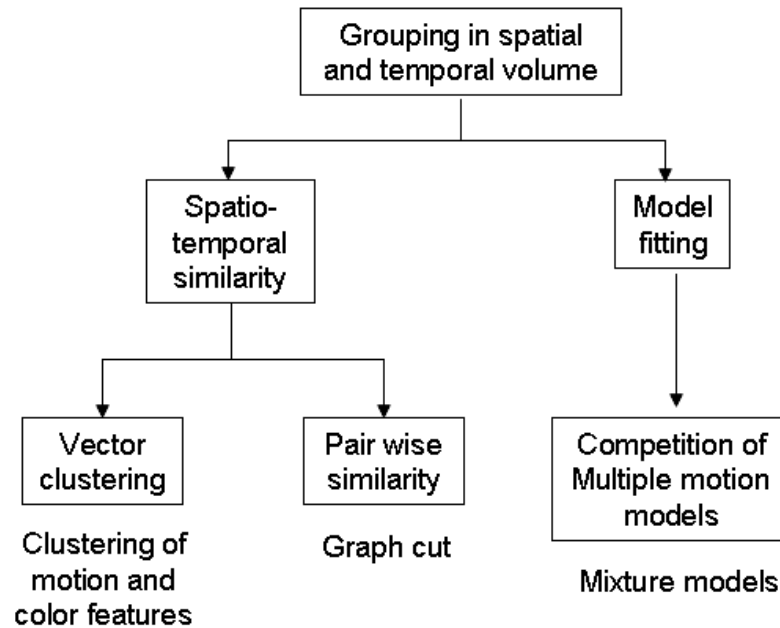 Grouping in spatial
and temporal volume
Spatio-
temporal
similarity
Model
fitting
Vector
clustering
Pair wise
similarity
Competition of
Multiple motion
models
Clustering of
motion and
color features
Graph cut
Mixture models